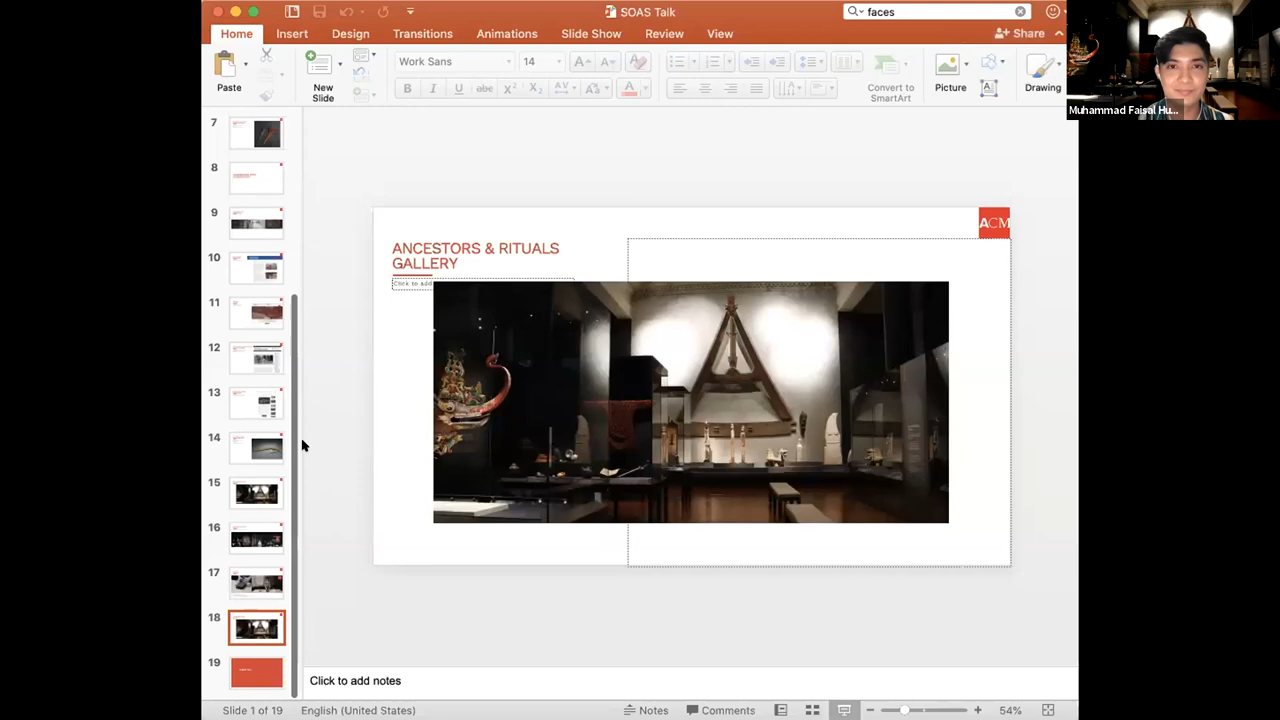 SOAS Talk
faces
Home
Insert
Design
Transitions
Animations
Slide Show
Review
View
Share
Paste
New
Slide
Work Sans
14
Convert to
SmartArt
Picture
Drawing
Muhammad Faisal Hu...
7
8
9
10
11
12
13
14
15
16
17
18
19
ACM
ANCESTORS & RITUALS
GALLERY
Click to add
Click to add notes
Slide 1 of 19
English (United States)
Notes
Comments
54%